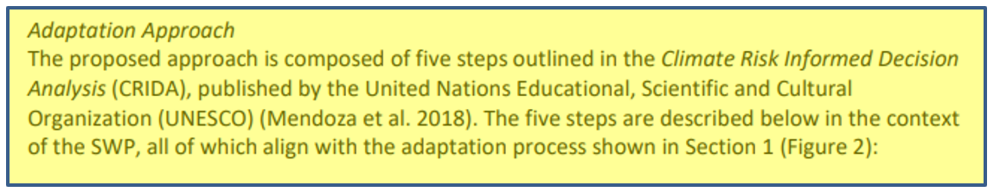 Adaptation Approach
The proposed approach is composed of five steps outlined in the Climate Risk Informed Decision
Analysis (CRIDA), published by the United Nations Educational, Scientific and Cultural
Organization (UNESCO) (Mendoza et al. 2018). The five steps are described below in the context
of the SWP, all of which align with the adaptation process shown in Section 1 (Figure 2):